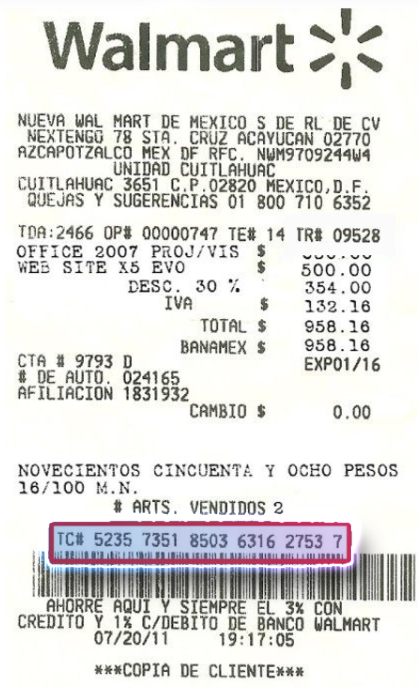 Walmart
NUEVA WAL MART DE MEXICO S DE RL DE CV
NEXTENGO 78 STA. CRUZ ACAYUCAN 02770
AZCAPOTZALCO MEX DF RFC. NWM9709244W4
UNIDAD CUITLAHUAC
CUITLAHUAC 3651 C.P.02820 MEXICO,D.F.
QUEJAS Y SUGERENCIAS 01 800 710 6352
TDA:2466 OP# 00000747 TE# 14 TR# 09528
OFFICE 2007 PROJ/VIS $
WEB SITE X5 EVO $ 500.00
DESC. 30 % 354.00
IVA $ 132.16
TOTAL $ 958.16
BANAMEX $ 958.16
CTA # 9793 D EXP01/16
# DE AUTO. 024165
AFILIACION 1831932
CAMBIO $ 0.00
NOVECIENTOS CINCUENTA Y OCHO PESOS
16/100 M.N.
# ARTS. VENDIDOS 2
TC# 5235 7351 8503 6316 2753 7
AHORRE AQUI Y SIEMPRE EL 3% CON
CREDITO Y 1% C/DEBITO DE BANCO WALMART
07/20/11 19:17:05
***COPIA DE CLIENTE***